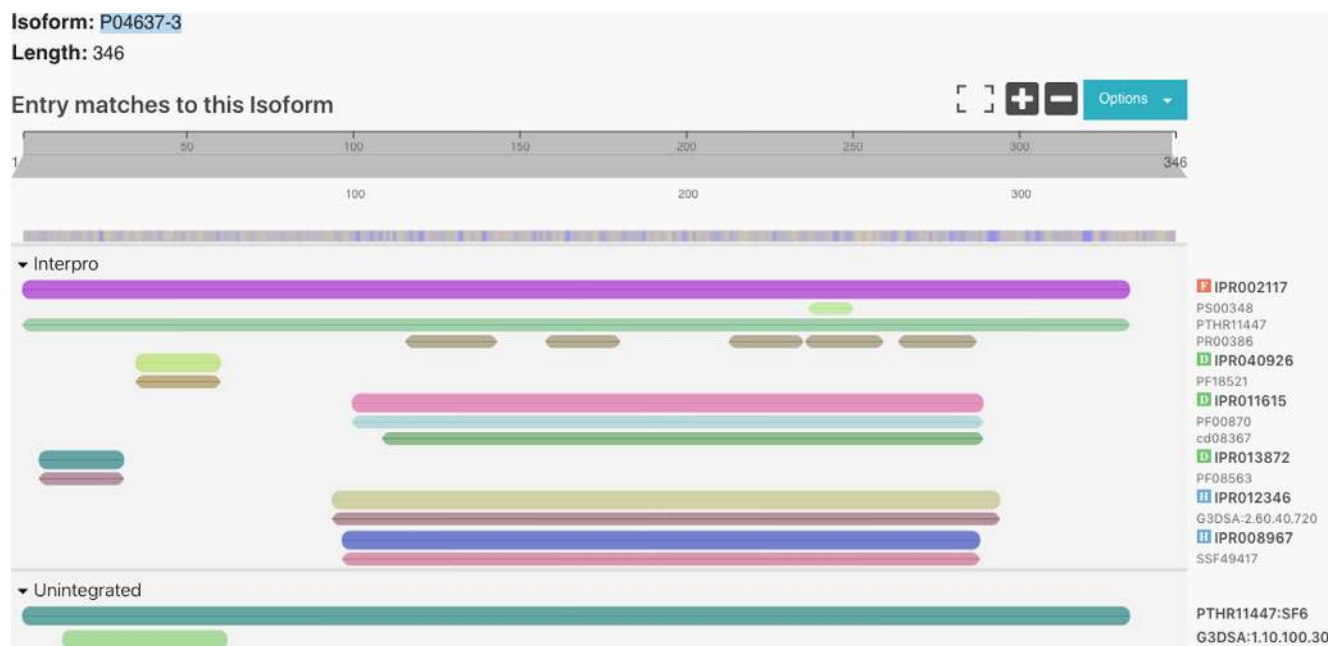 Isoform: P04637-3
Length: 346
Entry matches to this Isoform
Options
50 100 150 200 250 300
1 346
100 200 300
Interpro
F IPR002117
PS00348
PTHR11447
PR00386
D IPR040926
PF18521
D IPR011615
PF00870
cd08367
D IPR013872
PF08563
H IPR012346
G3DSA:2.60.40.720
H IPR008967
SSF49417
Unintegrated
PTHR11447:SF6
G3DSA:1.10.100.30